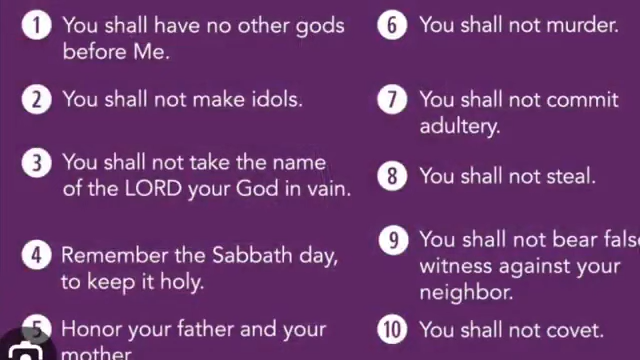 1 You shall have no other gods
before Me.
2 You shall not make idols.
3 You shall not take the name
of the LORD your God in vain.
4 Remember the Sabbath day,
to keep it holy.
5 Honor your father and your
mother
6 You shall not murder.
7 You shall not commit
adultery.
8 You shall not steal.
9 You shall not bear false
witness against your
neighbor.
10 You shall not covet.